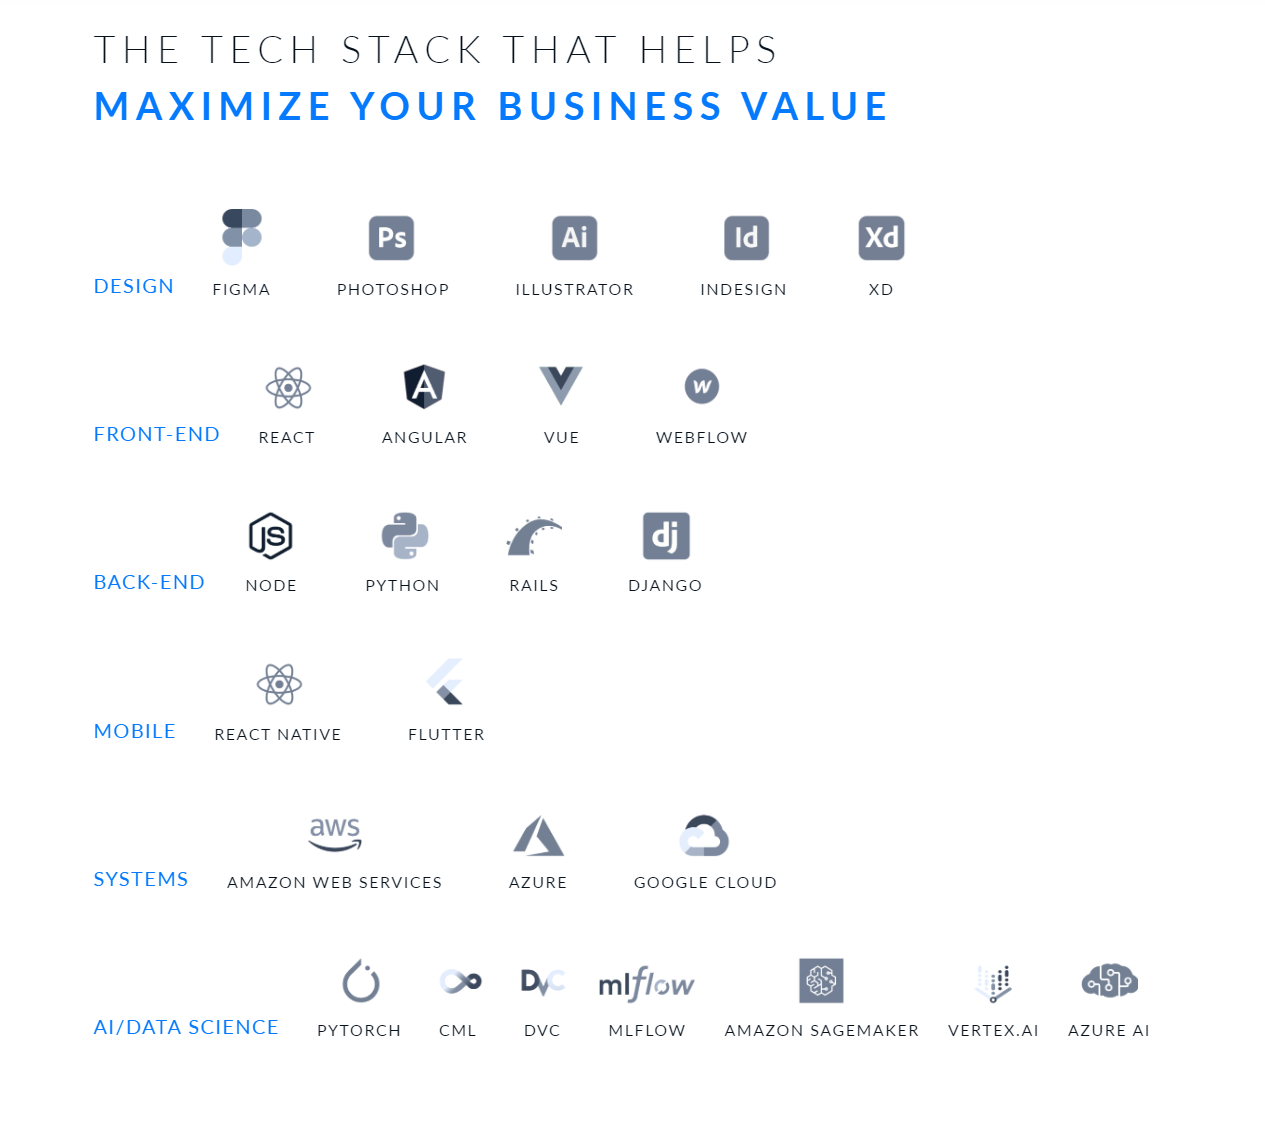 THE TECH STACK THAT HELPS
MAXIMIZE YOUR BUSINESS VALUE
Ps Ai Id Xd
DESIGN FIGMA PHOTOSHOP ILLUSTRATOR INDESIGN XD
A W
FRONT-END REACT ANGULAR VUE WEBFLOW
JS dj
BACK-END NODE PYTHON RAILS DJANGO
MOBILE REACT NATIVE FLUTTER
aws
SYSTEMS AMAZON WEB SERVICES AZURE GOOGLE CLOUD
DVC mlflow
AI/DATA SCIENCE PYTORCH CML DVC MLFLOW AMAZON SAGEMAKER VERTEX.AI AZURE AI